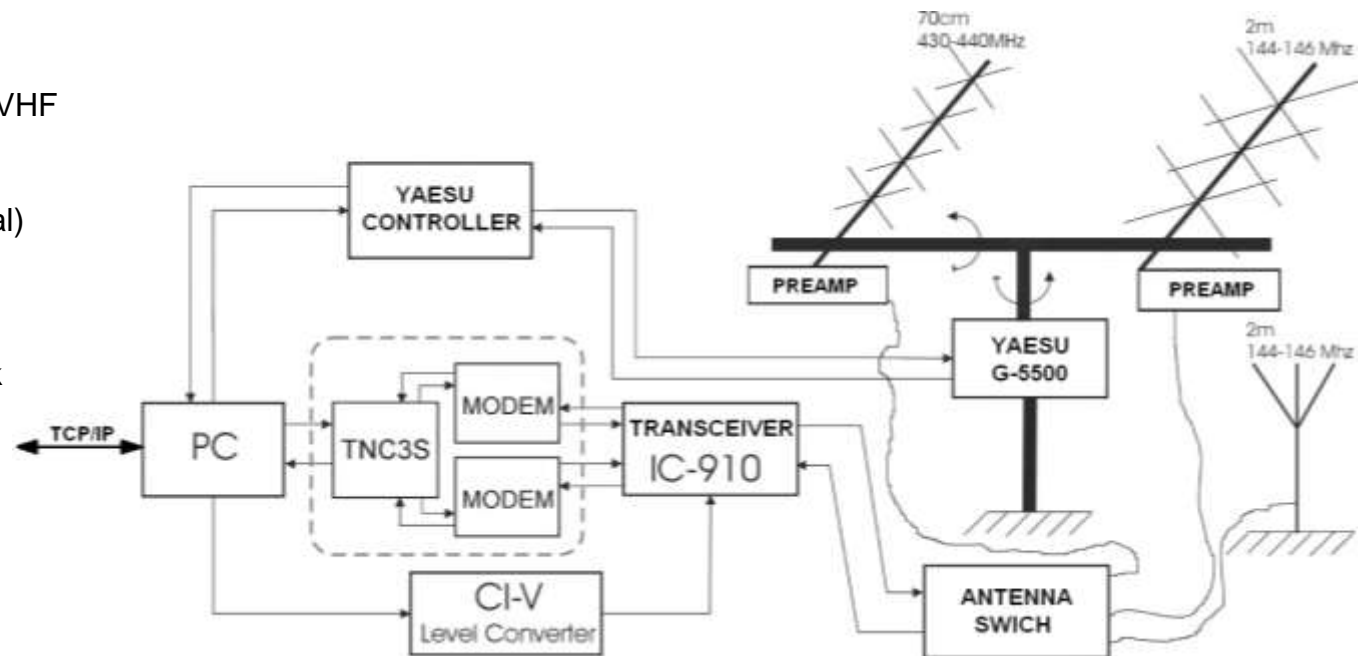 70cm
430-440MHz
2m
144-146 Mhz
VHF
al)
YAESU
CONTROLLER
PREAMP
PREAMP
2m
144-146 Mhz
YAESU
G-5500
TCP/IP
PC
TNC3S
MODEM
MODEM
TRANSCEIVER
IC-910
CI-V
Level Converter
ANTENNA
SWICH